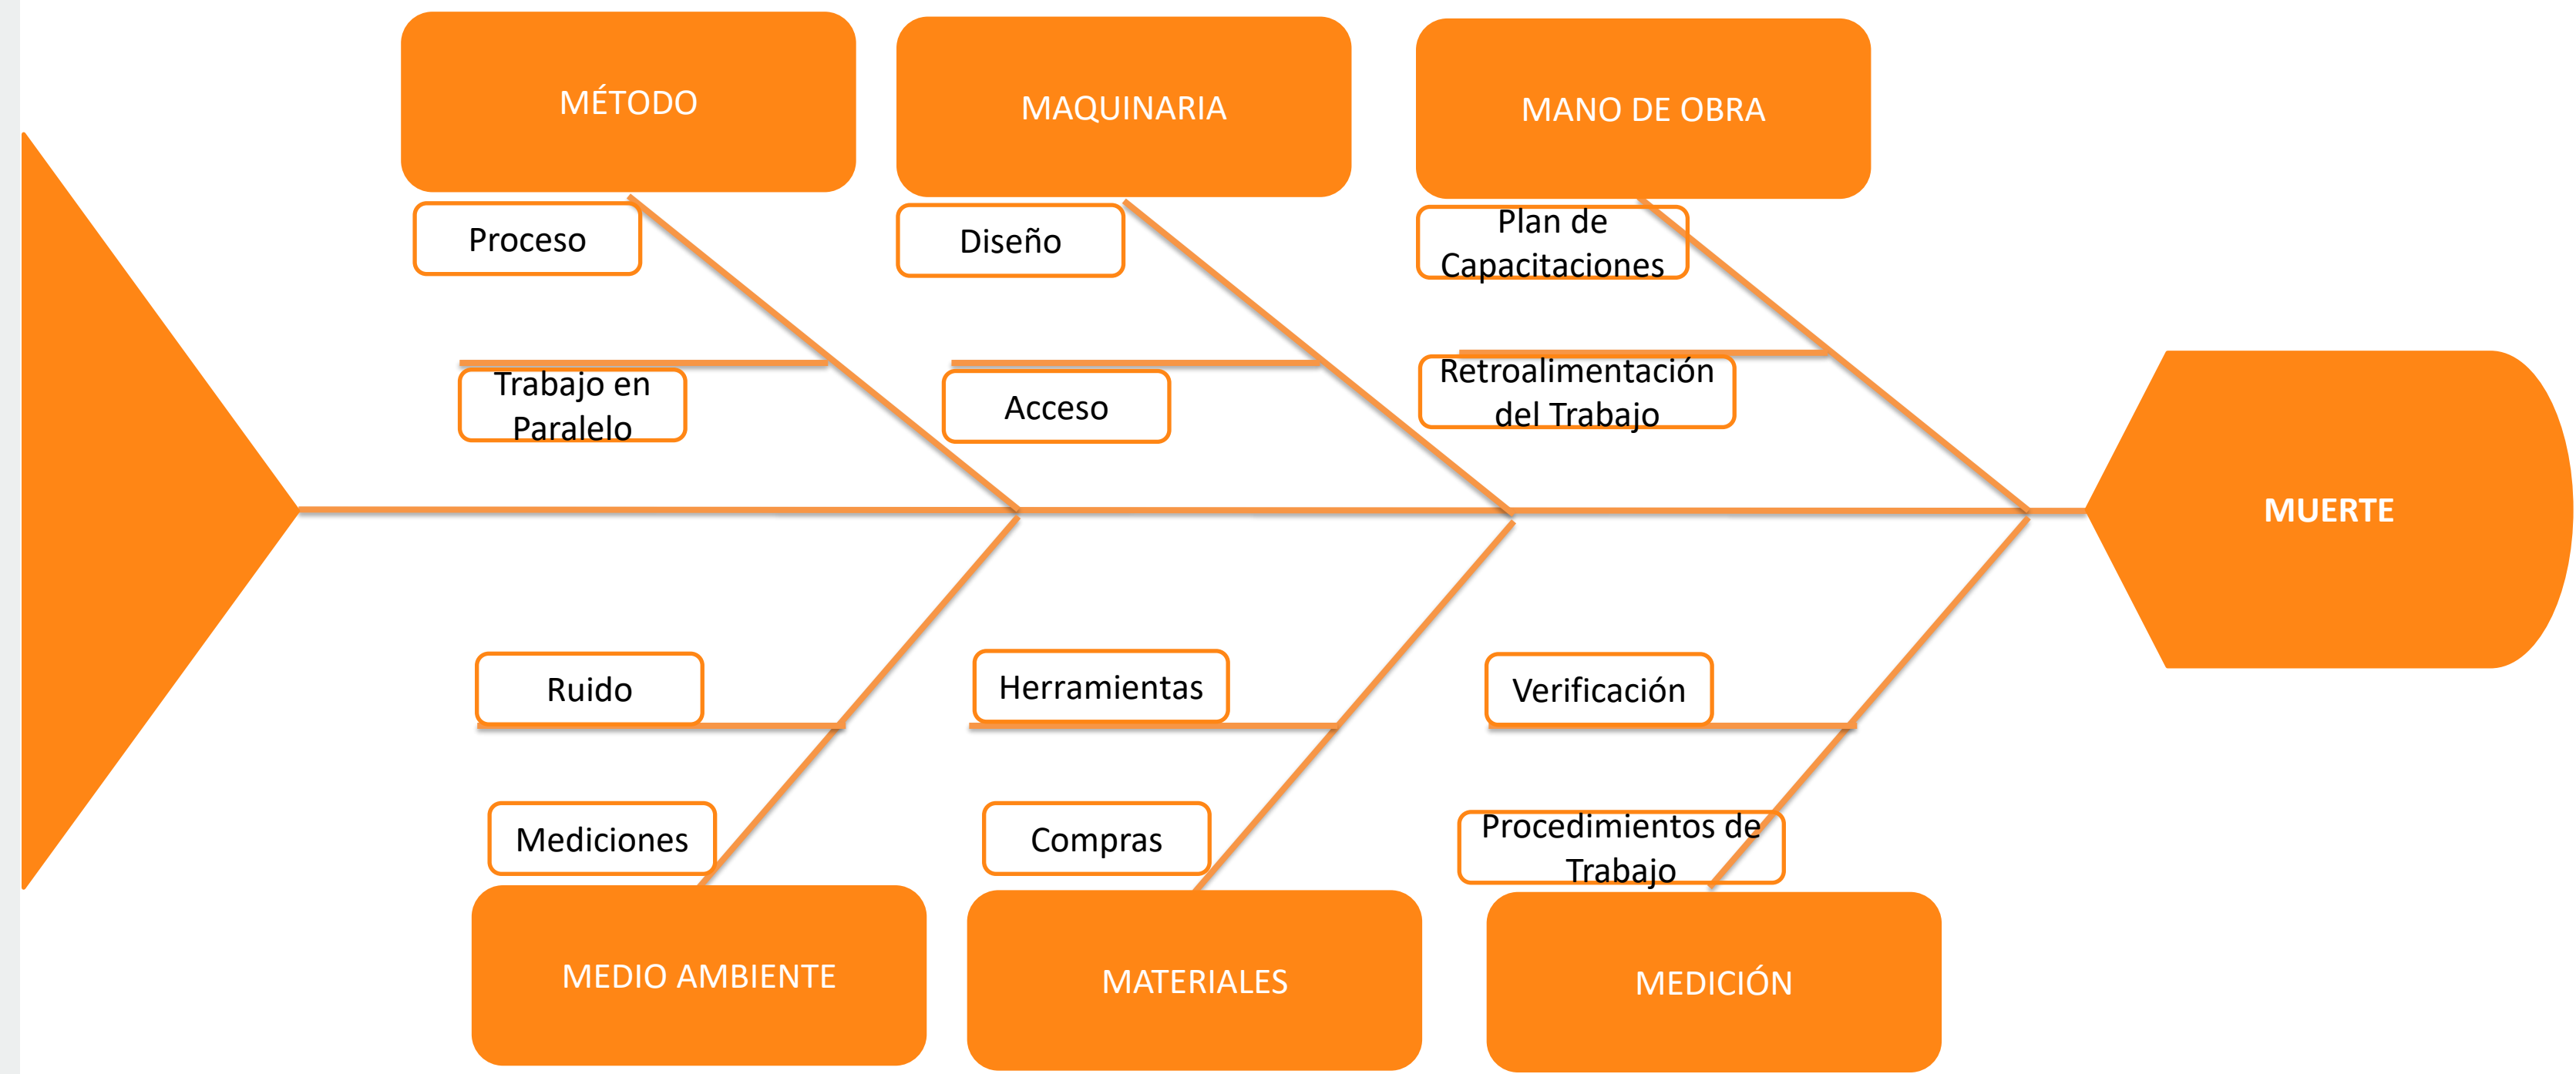 MÉTODO
MAQUINARIA
MANO DE OBRA
Proceso
Diseño
Plan de
Capacitaciones
Trabajo en
Paralelo
Acceso
Retroalimentación
del Trabajo
MUERTE
Ruido
Herramientas
Verificación
Mediciones
Compras
Procedimientos de
Trabajo
MEDIO AMBIENTE
MATERIALES
MEDICIÓN